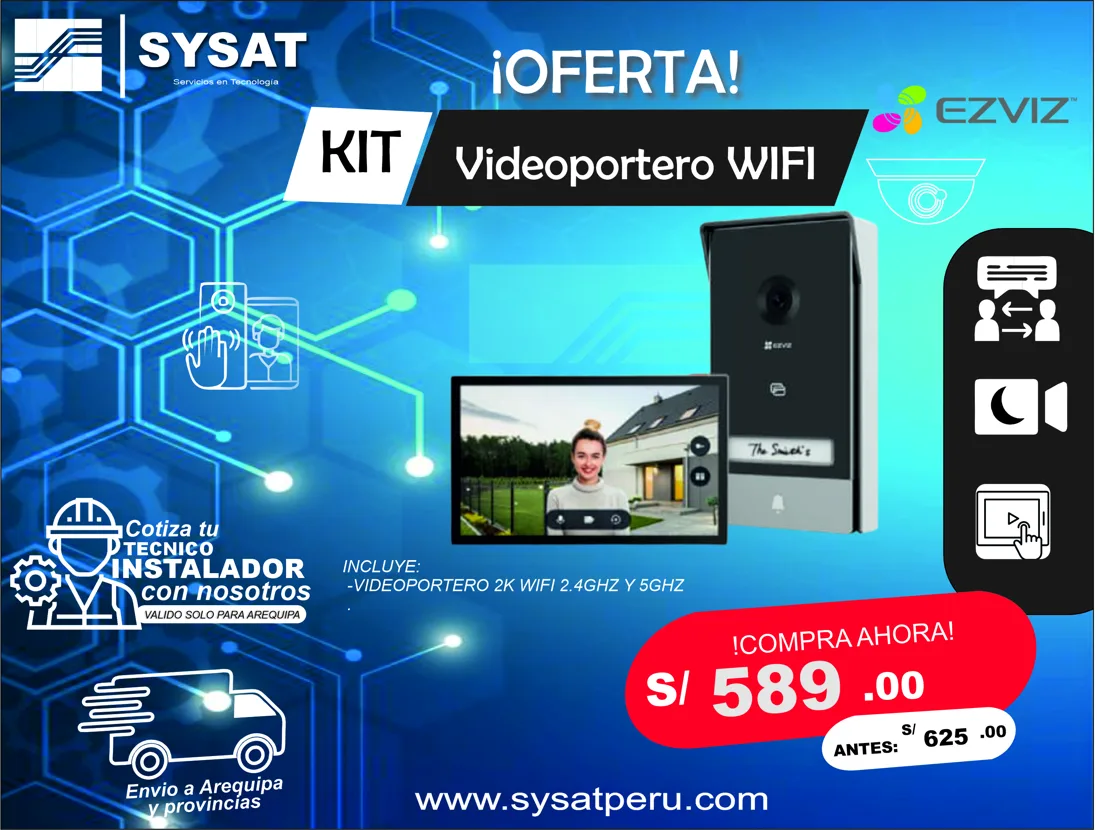 SYSAT
Servicios en Tecnología
¡OFERTA!
EZVIZ™
KIT
Videoportero WIFI
EZVIZ
The Smith's
Cotiza tu
TECNICO
INSTALADOR
con nosotros
VALIDO SOLO PARA AREQUIPA
INCLUYE:
-VIDEOPORTERO 2K WIFI 2.4GHZ Y 5GHZ
.
!COMPRA AHORA!
S/ 589 .00
ANTES: S/ 625 .00
Envio a Arequipa
y provincias
www.sysatperu.com